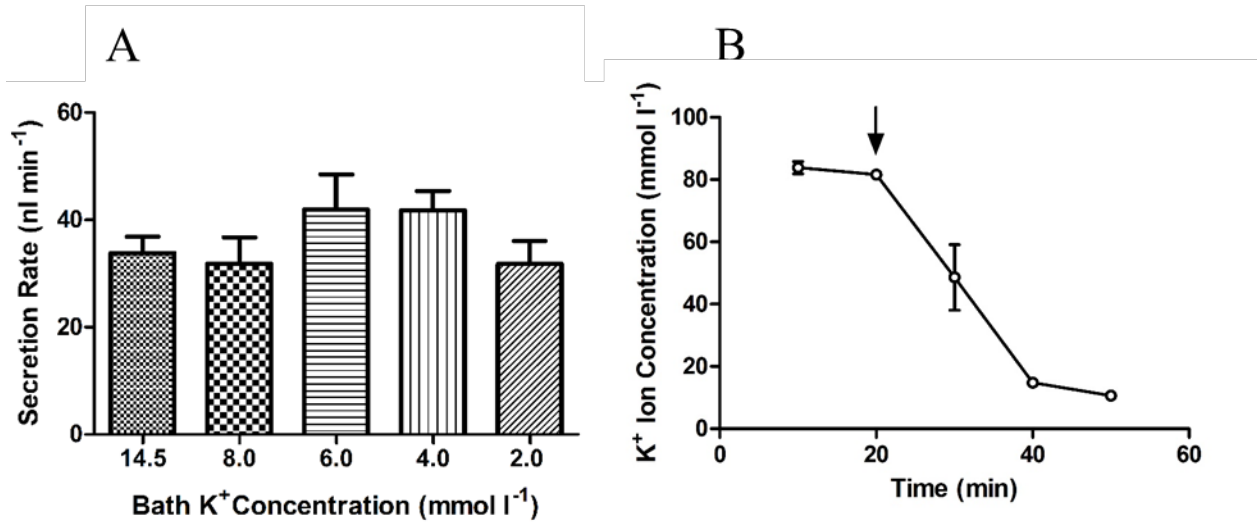 A
B
60
40
20
0
Secretion Rate (nl min⁻¹)
14.5 8.0 6.0 4.0 2.0
Bath K⁺Concentration (mmol l⁻¹)
100
80
60
40
20
0
K⁺ Ion Concentration (mmol l⁻¹)
0 20 40 60
Time (min)